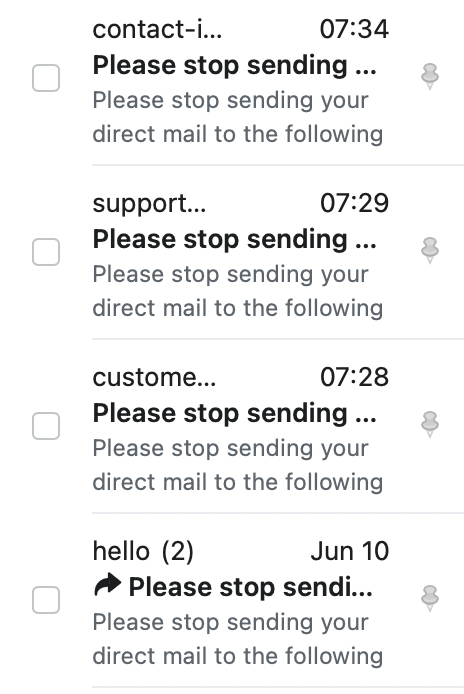 contact-i... 07:34
Please stop sending ...
Please stop sending your
direct mail to the following
support... 07:29
Please stop sending ...
Please stop sending your
direct mail to the following
custome... 07:28
Please stop sending ...
Please stop sending your
direct mail to the following
hello (2) Jun 10
Please stop sendi...
Please stop sending your
direct mail to the following